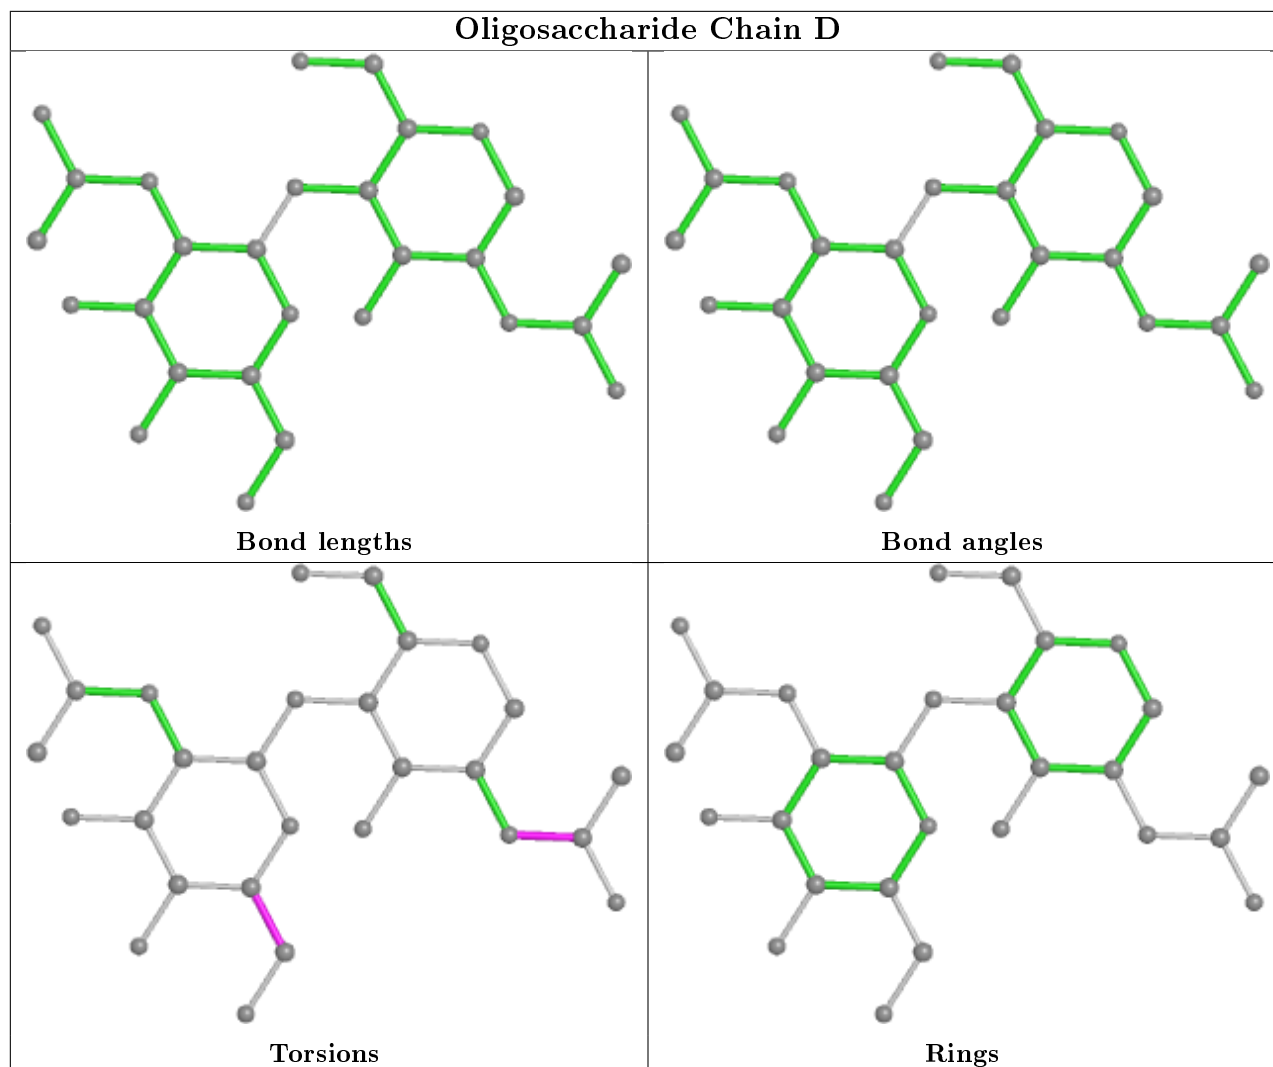 Oligosaccharide Chain D
Bond lengths
Bond angles
Torsions
Rings